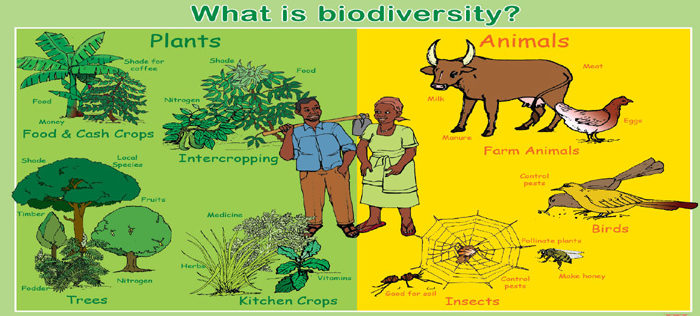 What is biodiversity?
Plants
Shade for
coffee
Food
Money
Food & Cash Crops
Shade
Food
Nitrogen
Intercropping
Shade
Local
Species
Timber
Fruits
Fodder
Nitrogen
Trees
Medicine
Herbs
Vitamins
Kitchen Crops
Animals
Meat
Milk
Eggs
Manure
Farm Animals
Control
pests
Birds
Pollinate plants
Make honey
Control
pests
Good for soil
Insects